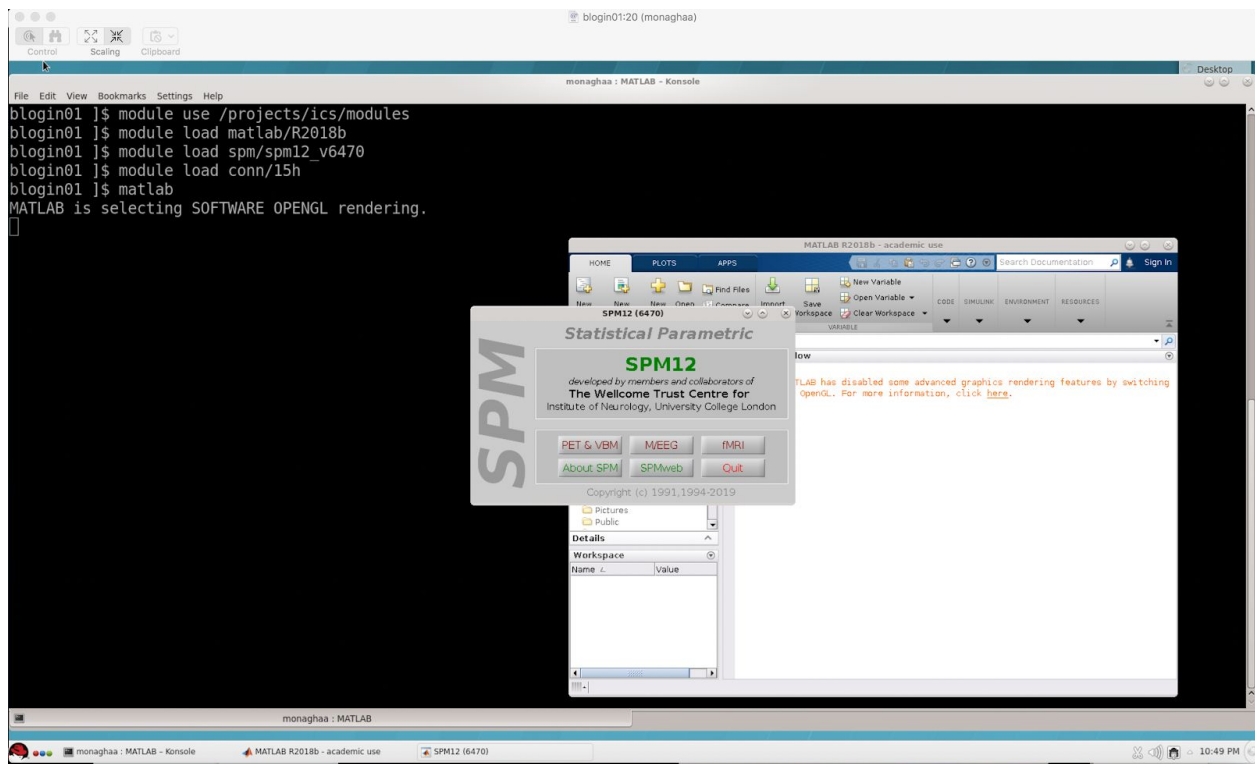 blogin01:20 (monaghaa)
Control Scaling Clipboard
Desktop
monaghaa : MATLAB – Konsole
File Edit View Bookmarks Settings Help
blogin01 ]$ module use /projects/ics/modules
blogin01 ]$ module load matlab/R2018b
blogin01 ]$ module load spm/spm12_v6470
blogin01 ]$ module load conn/15h
blogin01 ]$ matlab
MATLAB is selecting SOFTWARE OPENGL rendering.
MATLAB R2018b - academic use
HOME PLOTS APPS Search Documentation Sign In
New New New Open Find Files Compare Import Save Workspace New Variable Open Variable Clear Workspace CODE SIMULINK ENVIRONMENT RESOURCES
VARIABLE
SPM12 (6470)
Statistical Parametric
SPM
SPM12
developed by members and collaborators of
The Wellcome Trust Centre for
Institute of Neurology, University College London
PET & VBM M/EEG fMRI
About SPM SPMweb Quit
Copyright (c) 1991,1994-2019
low
TLAB has disabled some advanced graphics rendering features by switching
OpenGL. For more information, click here.
Pictures
Public
Details
Workspace
Name Value
monaghaa : MATLAB
monaghaa : MATLAB – Konsole MATLAB R2018b - academic use SPM12 (6470) 10:49 PM